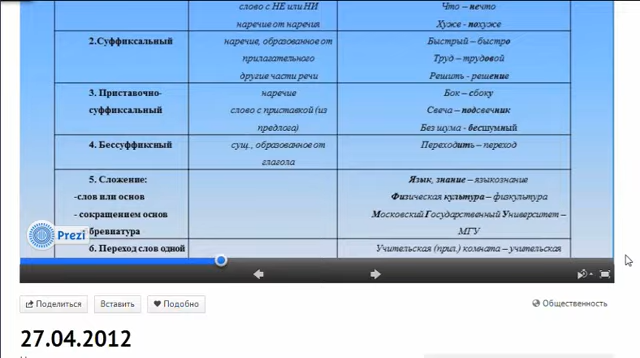 слово с НЕ или НИ
Что – нечто
наречие от наречия
Хуже - похуже
2.Суффиксальный
наречие, образованное от
прилагательного
другие части речи
Быстрый – быстро
Труд – трудовой
Решить - решение
3. Приставочно-
суффиксальный
наречие
слово с приставкой (из
предлога)
Бок – сбоку
Свеча – подсвечник
Без шума - бесшумный
4. Бессуффиксный
сущ., образованное от
глагола
Переходить – переход
5. Сложение:
-слов или основ
- сокращением основ
бревиатура
Язык, знание – языкознание
Физическая культура – физкультура
Московский Государственный Университет –
МГУ
Prezi
6. Переход слов одной
Учительская (прил.) комната – учительская
Поделиться
Вставить
Подобно
Общественность
27.04.2012